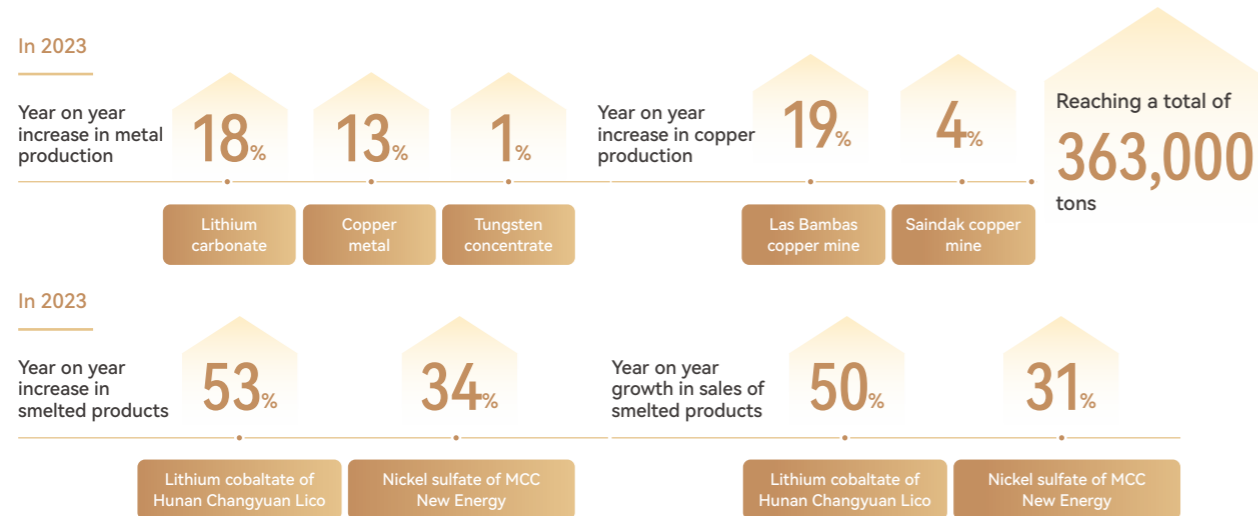 In 2023
Year on year
increase in metal
production
18%
13%
1%
Lithium
carbonate
Copper
metal
Tungsten
concentrate
Year on year
increase in copper
production
19%
4%
Las Bambas
copper mine
Saindak copper
mine
Reaching a total of
363,000
tons
In 2023
Year on year
increase in
smelted products
53%
34%
Lithium cobaltate of
Hunan Changyuan Lico
Nickel sulfate of MCC
New Energy
Year on year
growth in sales of
smelted products
50%
31%
Lithium cobaltate of
Hunan Changyuan Lico
Nickel sulfate of MCC
New Energy